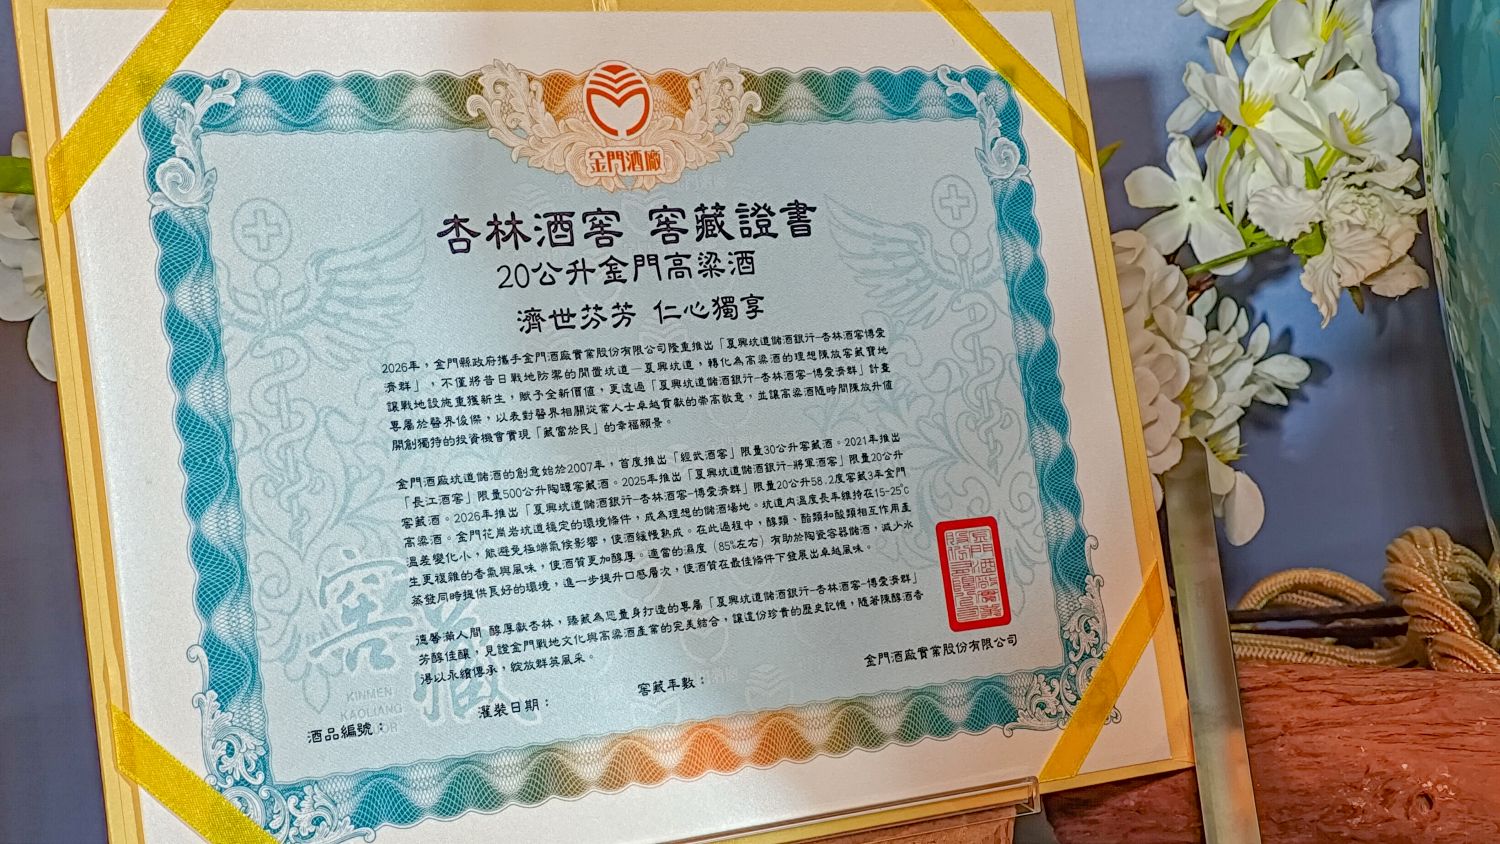 金門酒廠
杏林酒窖 窖藏證書
20公升金門高粱酒
濟世芬芳 仁心獨享
2026年，金門縣政府攜手金門酒廠實業股份有限公司隆重推出「夏興坑道儲酒銀行-杏林酒窖博愛
濟群」，不僅將昔日戰地防禦的閒置坑道—夏興坑道，轉化為高粱酒的理想陳放窖藏寶地
讓戰地設施重獲新生，賦予全新價值，更透過「夏興坑道儲酒銀行-杏林酒窖-博愛濟群」計畫
專屬於醫界俊傑，以表對醫界相關從業人士卓越貢獻的崇高敬意，並讓高粱酒隨時間陳放升值
開創獨特的投資機會實現「藏富於民」的幸福願景。
金門酒廠坑道儲酒的創意始於2007年，首度推出「經武酒窖」限量30公升窖藏酒。2021年推出
「長江酒窖」限量500公升陶罈窖藏酒。2025年推出「夏興坑道儲酒銀行-將軍酒窖」限量20公升
窖藏酒。2026年推出「夏興坑道儲酒銀行-杏林酒窖-博愛濟群」限量20公升58.2度窖藏3年金門
高粱酒。金門花崗岩坑道穩定的環境條件，成為理想的儲酒場地。坑道內溫度長年維持在15-25°C
溫差變化小，能避免極端氣候影響，使酒緩慢熟成。在此過程中，醇類、酯類和酸類相互作用產
生更複雜的香氣與風味，使酒質更加醇厚。適當的濕度（85%左右）有助於陶瓷容器儲酒，減少水
蒸發同時提供良好的環境，進一步提升口感層次，使酒質在最佳條件下發展出卓越風味。
德馨滿人間 醇厚獻杏林，臻藏為您量身打造的專屬「夏興坑道儲酒銀行-杏林酒窖-博愛濟群」
芳醇佳釀，見證金門戰地文化與高粱酒產業的完美結合，讓這份珍貴的歷史記憶，隨著陳醇酒香
得以永續傳承，綻放群英風采。
金門酒廠實業股份有限公司
窖藏
KINMEN
酒品編號：
灌裝日期：
窖藏年數：